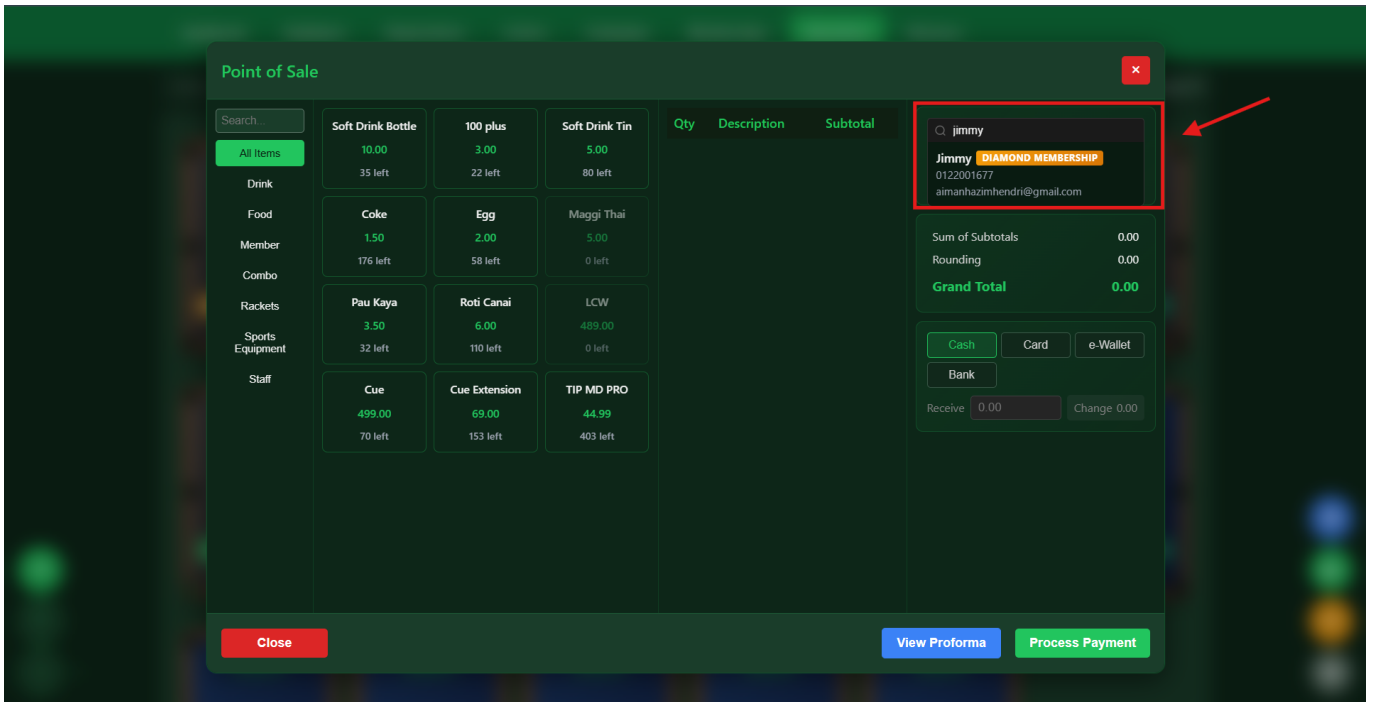 Point of Sale
×
Search...
All Items
Drink
Food
Member
Combo
Rackets
Sports
Equipment
Staff
Soft Drink Bottle
10.00
35 left
100 plus
3.00
22 left
Soft Drink Tin
5.00
80 left
Coke
1.50
176 left
Egg
2.00
58 left
Maggi Thai
5.00
0 left
Pau Kaya
3.50
32 left
Roti Canai
6.00
110 left
LCW
489.00
0 left
Cue
499.00
70 left
Cue Extension
69.00
153 left
TIP MD PRO
44.99
403 left
Qty Description Subtotal
jimmy
Jimmy DIAMOND MEMBERSHIP
0122001677
aimanhazimhendri@gmail.com
Sum of Subtotals 0.00
Rounding 0.00
Grand Total 0.00
Cash Card e-Wallet
Bank
Receive 0.00 Change 0.00
Close View Proforma Process Payment